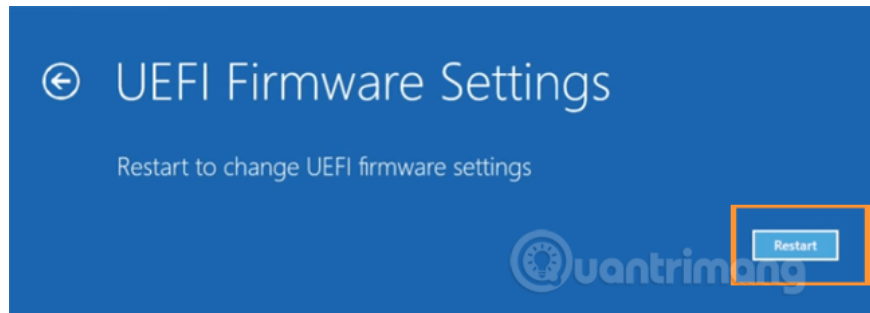 UEFI Firmware Settings
Restart to change UEFI firmware settings
Restart
Quantrimang